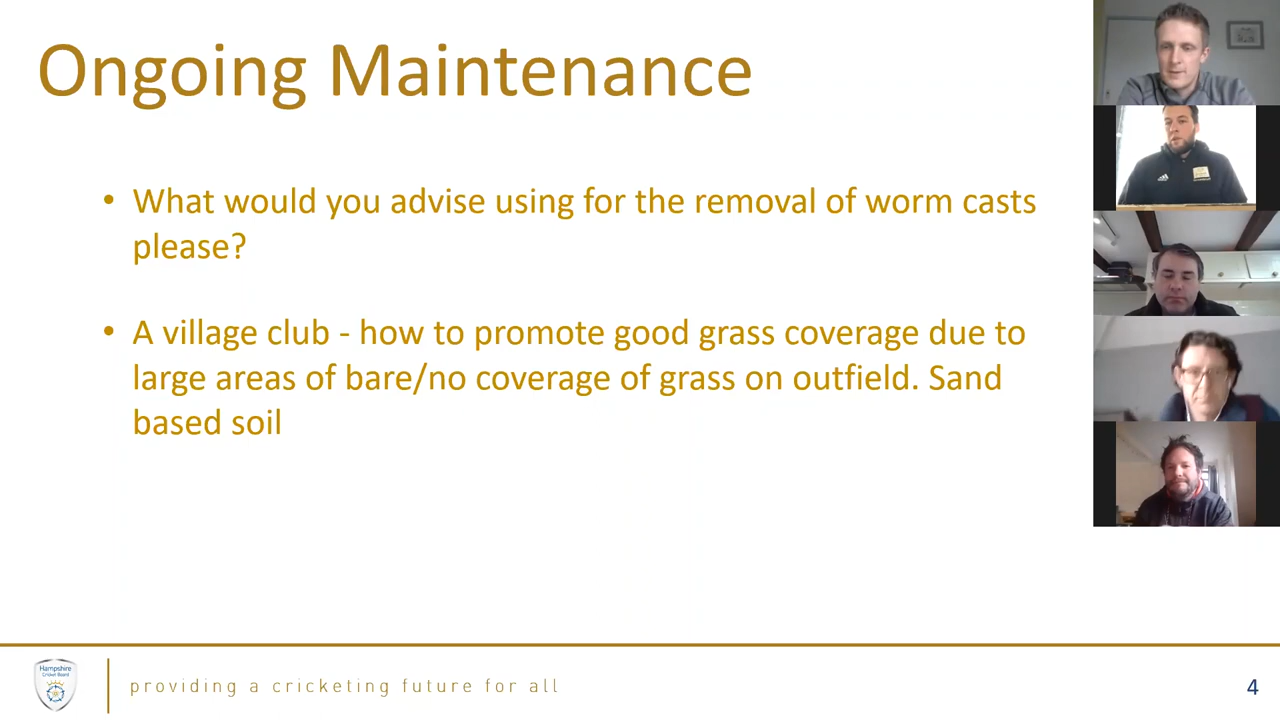 Ongoing Maintenance
• What would you advise using for the removal of worm casts
please?
• A village club - how to promote good grass coverage due to
large areas of bare/no coverage of grass on outfield. Sand
based soil
Hampshire
providing a cricketing future for all
4